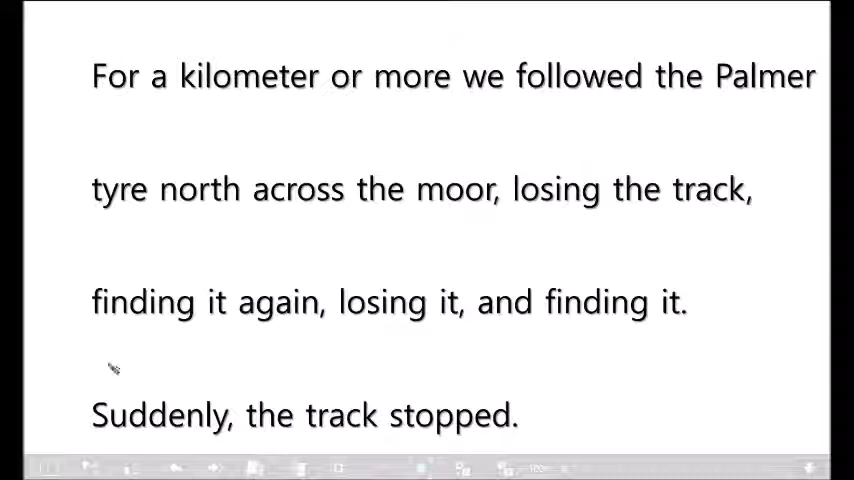 For a kilometer or more we followed the Palmer
tyre north across the moor, losing the track,
finding it again, losing it, and finding it.
Suddenly, the track stopped.